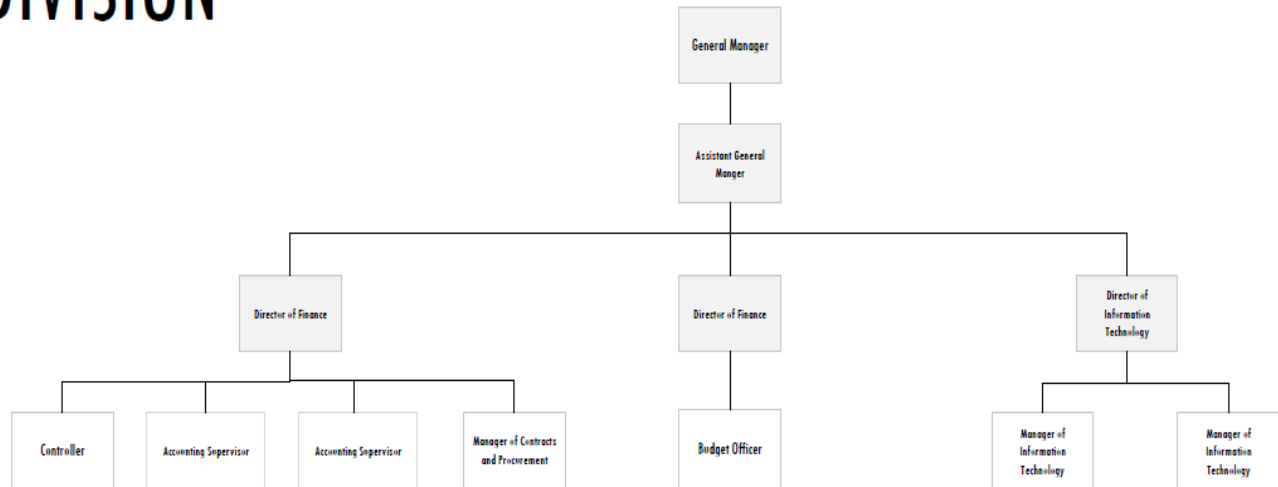 DIVISION
General Manager
Assistant General
Manger
Director of Finance
Director of Finance
Director of
Information
Technology
Controller
Accounting Supervisor
Accounting Supervisor
Manager of Contracts
and Procurement
Budget Officer
Manager of
Information
Technology
Manager of
Information
Technology